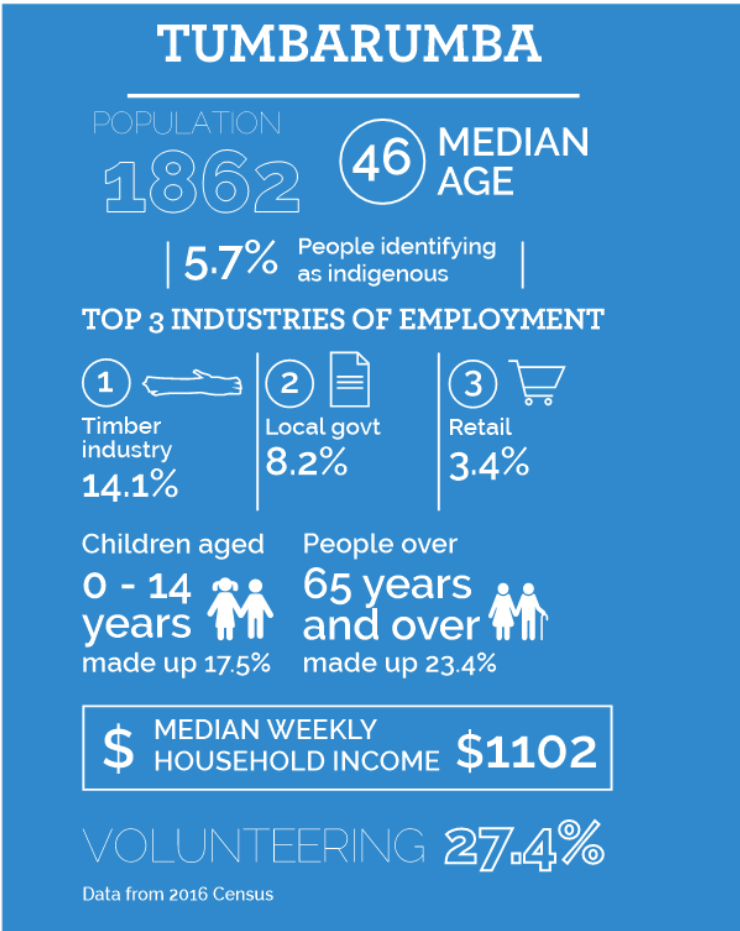 TUMBARUMBA
POPULATION
1862
46
MEDIAN
AGE
5.7%
People identifying
as indigenous
TOP 3 INDUSTRIES OF EMPLOYMENT
1
Timber
industry
14.1%
2
Local govt
8.2%
3
Retail
3.4%
Children aged
0 - 14
years
made up 17.5%
People over
65 years
and over
made up 23.4%
$
MEDIAN WEEKLY
HOUSEHOLD INCOME
$1102
VOLUNTEERING 27.4%
Data from 2016 Census